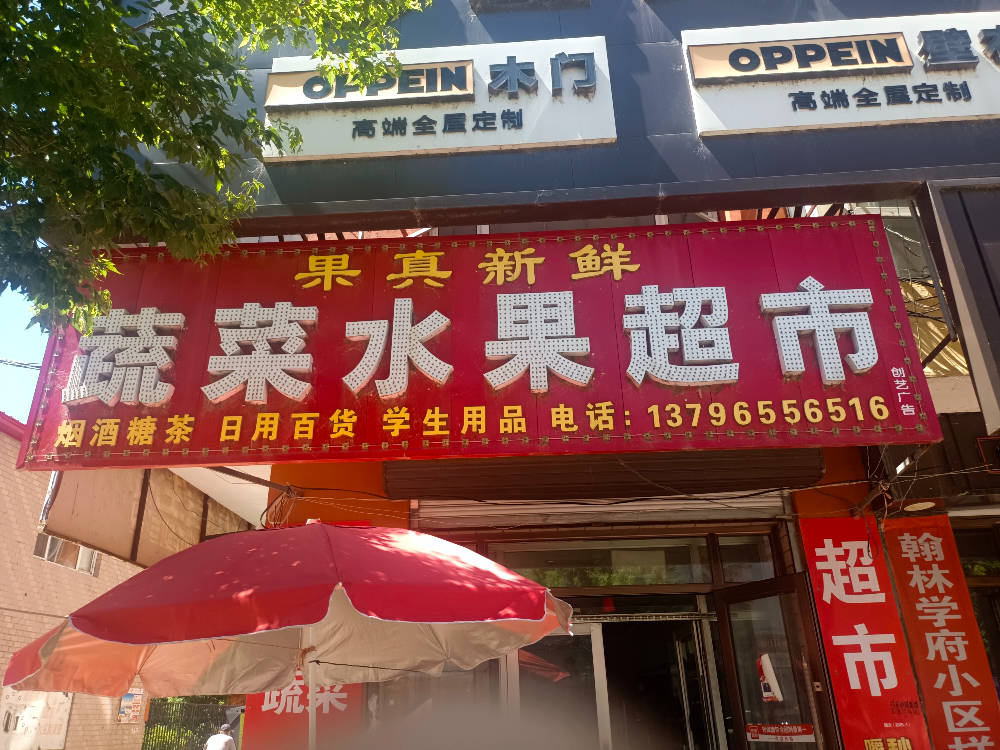 OPPEIN 木门
高端全屋定制
OPPEIN 壁
高端全屋定制
果真新鲜
蔬菜水果超市
烟酒糖茶 日用百货 学生用品 电话：13796556516
创艺广告
超市
翰林学府小区
蔬菜